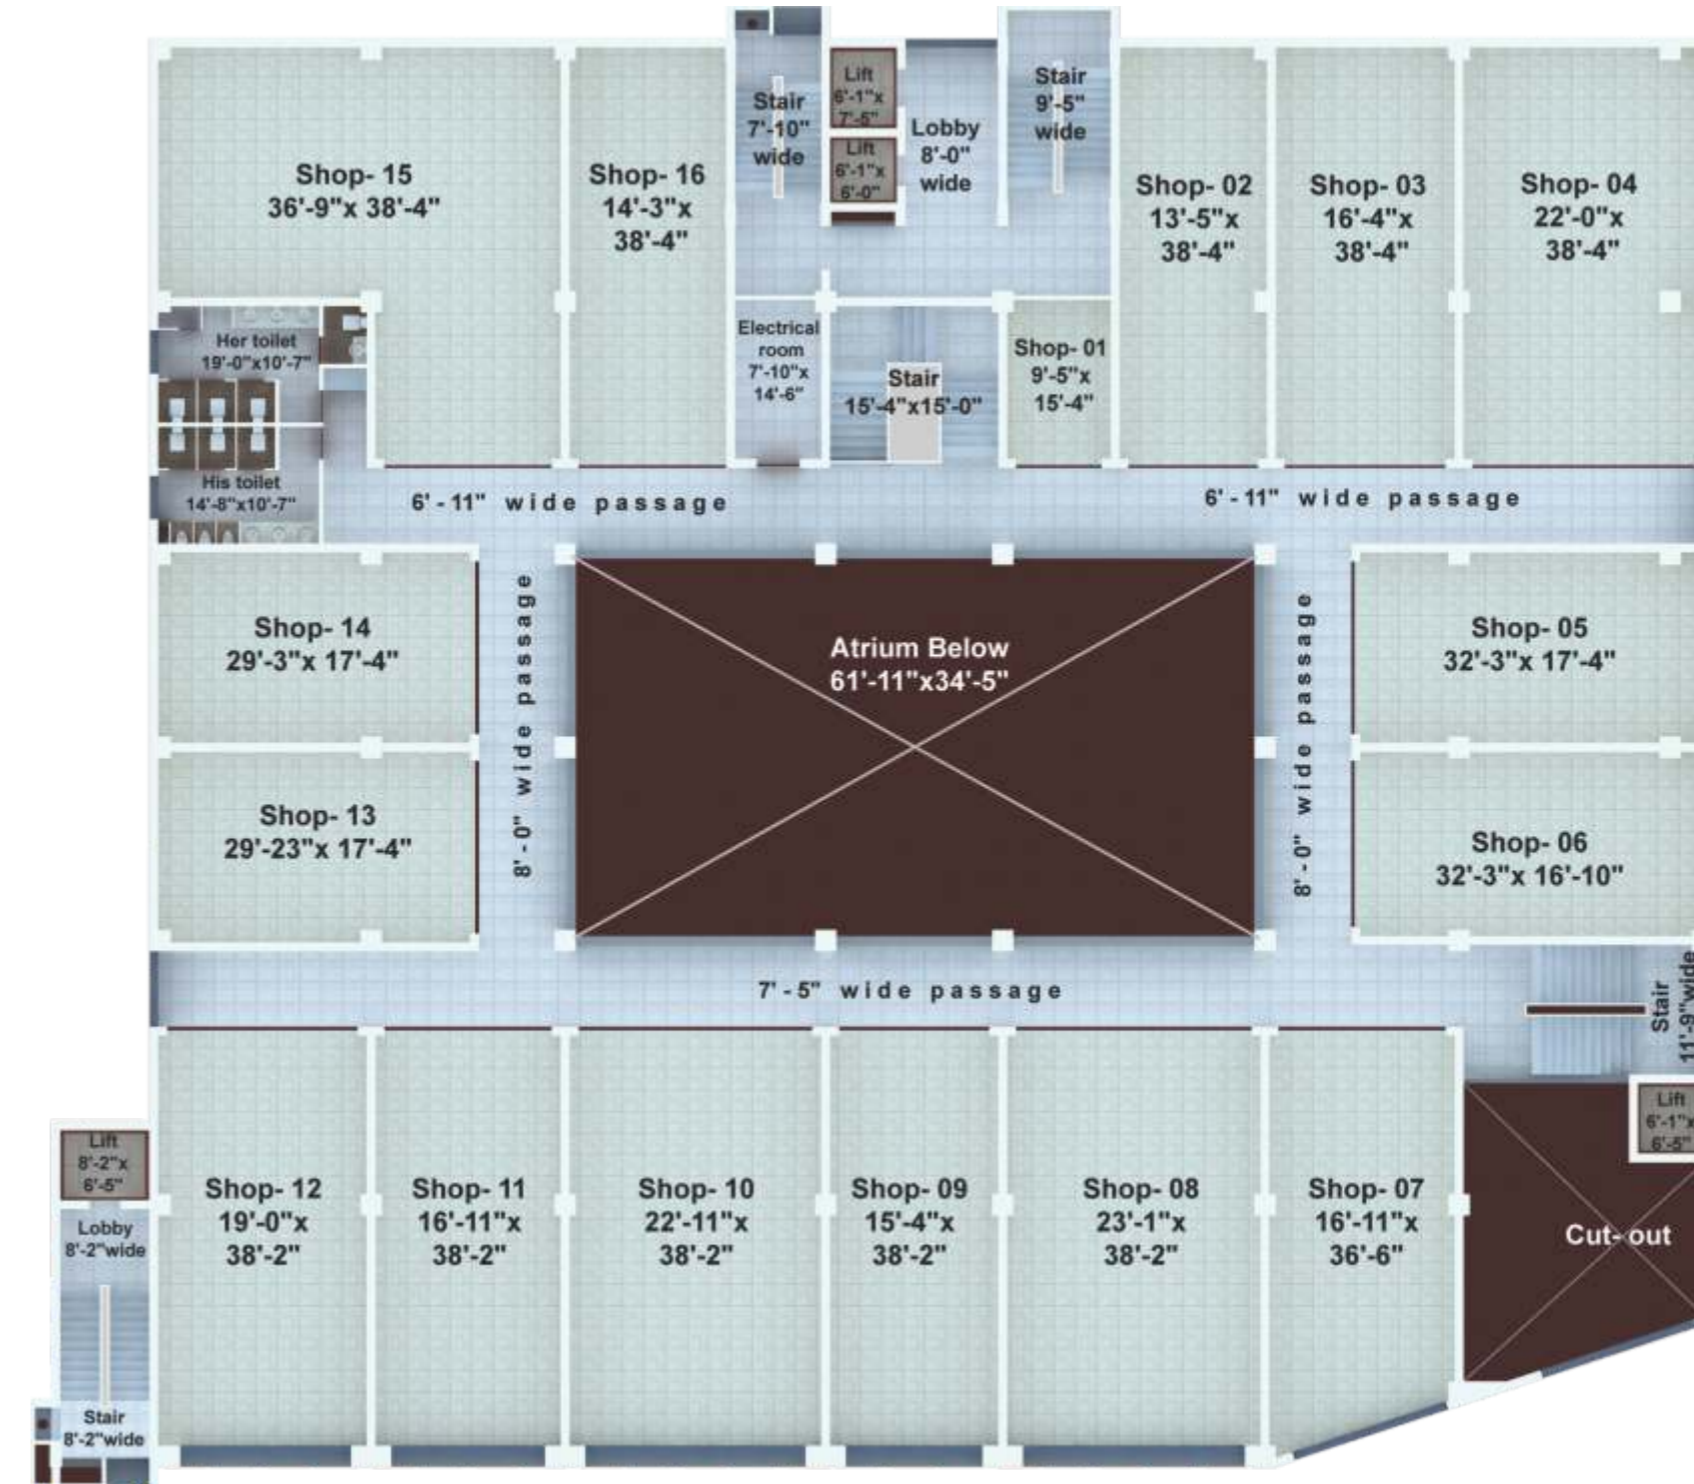 Stair
7'-10"
wide
Lift
6'-1"x
7'-5"
Lift
6'-1"x
6'-0"
Lobby
8'-0"
wide
Stair
9'-5"
wide
Shop- 15
36'-9"x 38'-4"
Shop- 16
14'-3"x
38'-4"
Shop- 02
13'-5"x
38'-4"
Shop- 03
16'-4"x
38'-4"
Shop- 04
22'-0"x
38'-4"
Her toilet
19'-0"x10'-7"
Electrical
room
7'-10"x
14'-6"
Stair
15'-4"x15'-0"
Shop- 01
9'-5"x
15'-4"
His toilet
14'-8"x10'-7"
6'-11" wide passage
6'-11" wide passage
Shop- 14
29'-3"x 17'-4"
8'-0" wide passage
Atrium Below
61'-11"x34'-5"
8'-0" wide passage
Shop- 05
32'-3"x 17'-4"
Shop- 13
29'-23"x 17'-4"
Shop- 06
32'-3"x 16'-10"
7'-5" wide passage
Stair
11'-9"wide
Lift
6'-1"x
6'-5"
Lift
8'-2"x
6'-5"
Lobby
8'-2"wide
Shop- 12
19'-0"x
38'-2"
Shop- 11
16'-11"x
38'-2"
Shop- 10
22'-11"x
38'-2"
Shop- 09
15'-4"x
38'-2"
Shop- 08
23'-1"x
38'-2"
Shop- 07
16'-11"x
36'-6"
Cut- out
Stair
8'-2"wide